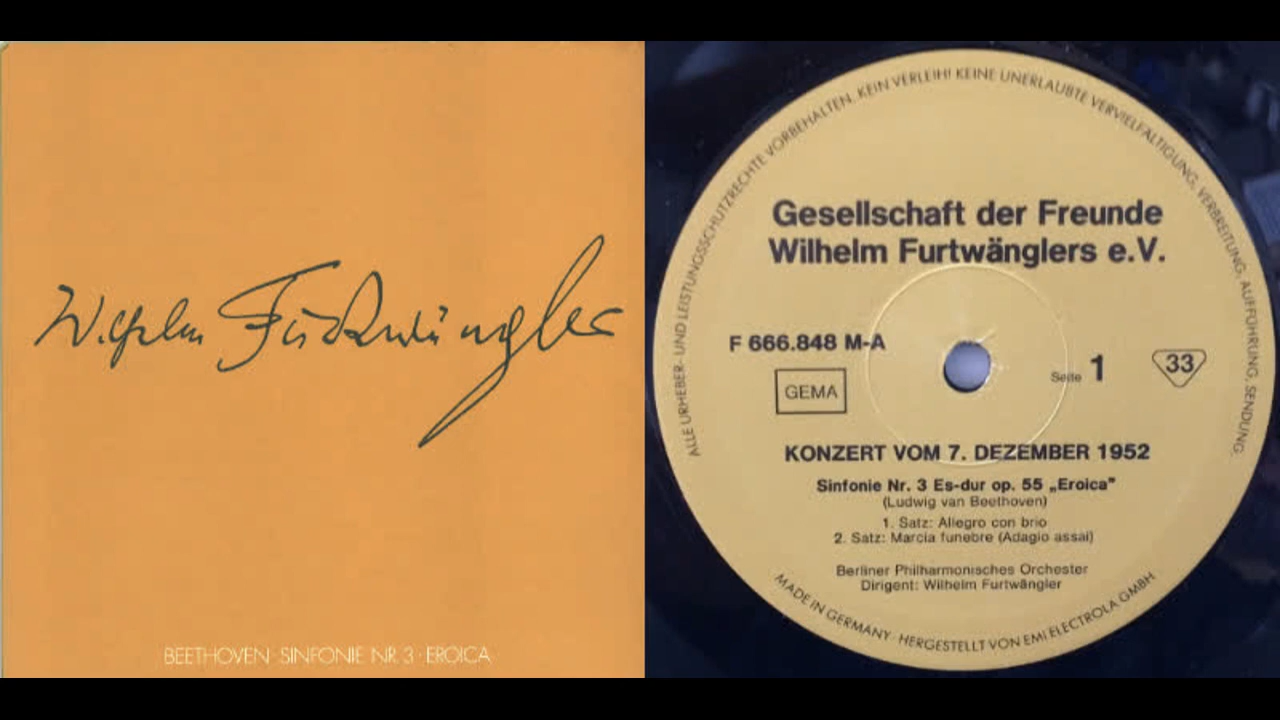 Wilhelm Furtwängler
BEETHOVEN · SINFONIE NR. 3 · EROICA
ALLE URHEBER- UND LEISTUNGSSCHUTZRECHTE VORBEHALTEN. KEIN VERLEIH! KEINE UNERLAUBTE VERVIELFÄLTIGUNG, VERBREITUNG, AUFFÜHRUNG, SENDUNG.
Gesellschaft der Freunde
Wilhelm Furtwänglers e.V.
F 666.848 M-A
GEMA
Seite 1
33
KONZERT VOM 7. DEZEMBER 1952
Sinfonie Nr. 3 Es-dur op. 55 „Eroica"
(Ludwig van Beethoven)
1. Satz: Allegro con brio
2. Satz: Marcia funebre (Adagio assai)
Berliner Philharmonisches Orchester
Dirigent: Wilhelm Furtwängler
MADE IN GERMANY · HERGESTELLT VON EMI ELECTROLA GMBH